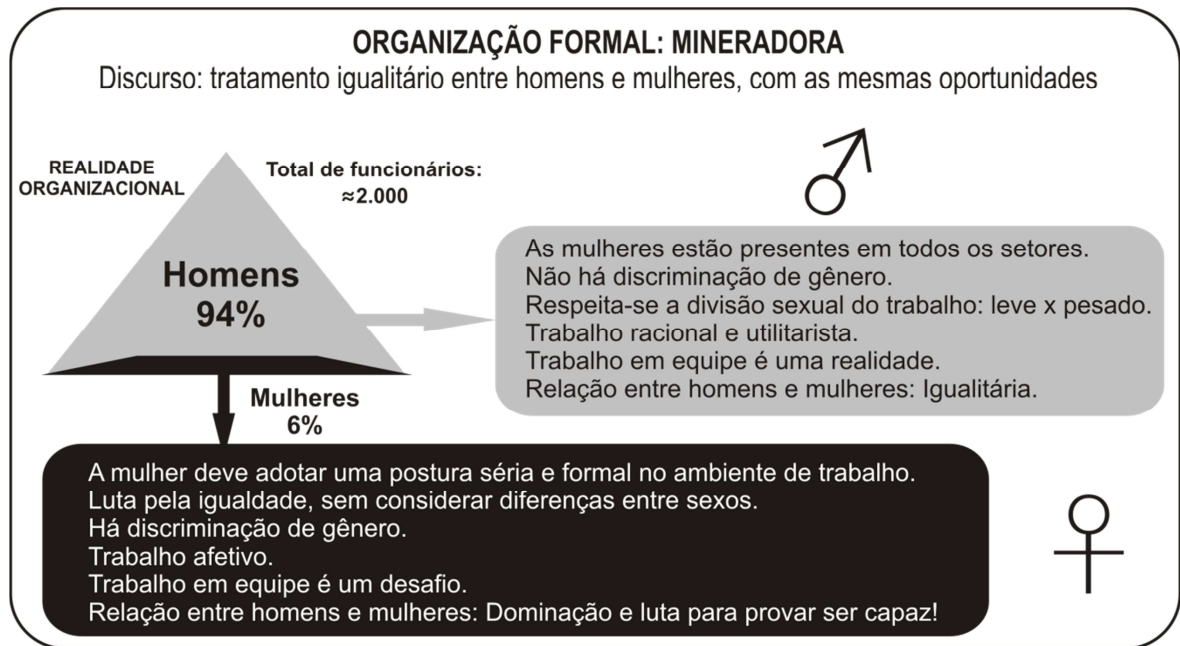 ORGANIZAÇÃO FORMAL: MINERADORA
Discurso: tratamento igualitário entre homens e mulheres, com as mesmas oportunidades
REALIDADE
ORGANIZACIONAL
Total de funcionários:
≈2.000
Homens
94%
As mulheres estão presentes em todos os setores.
Não há discriminação de gênero.
Respeita-se a divisão sexual do trabalho: leve x pesado.
Trabalho racional e utilitarista.
Trabalho em equipe é uma realidade.
Relação entre homens e mulheres: Igualitária.
Mulheres
6%
A mulher deve adotar uma postura séria e formal no ambiente de trabalho.
Luta pela igualdade, sem considerar diferenças entre sexos.
Há discriminação de gênero.
Trabalho afetivo.
Trabalho em equipe é um desafio.
Relação entre homens e mulheres: Dominação e luta para provar ser capaz!